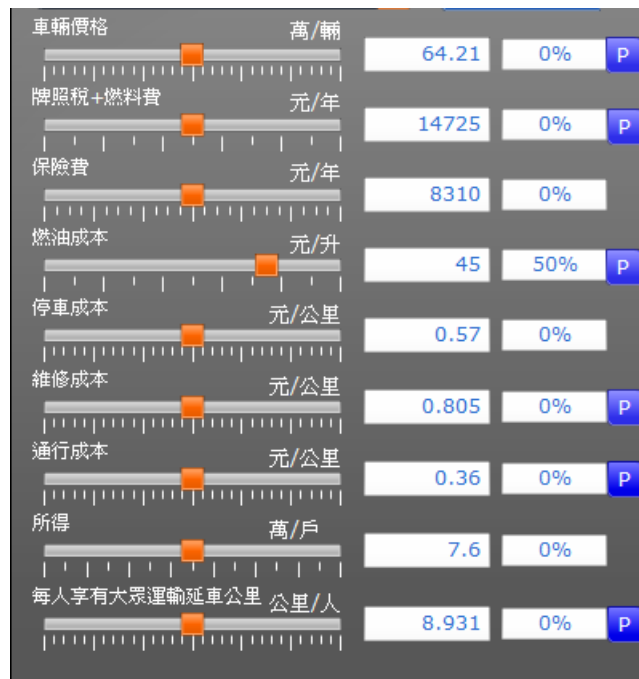 車輛價格 萬/輛 64.21 0% P
牌照稅+燃料費 元/年 14725 0% P
保險費 元/年 8310 0%
燃油成本 元/升 45 50% P
停車成本 元/公里 0.57 0%
維修成本 元/公里 0.805 0% P
通行成本 元/公里 0.36 0% P
所得 萬/戶 7.6 0%
每人享有大眾運輸延車公里 公里/人 8.931 0% P